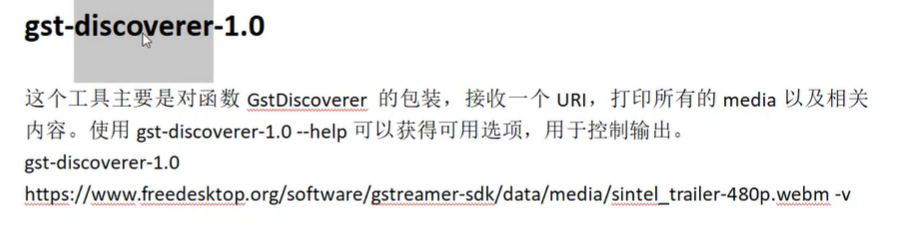 gst-discoverer-1.0
这个工具主要是对函数 GstDiscoverer 的包装，接收一个 URI，打印所有的 media 以及相关
内容。使用 gst-discoverer-1.0 --help 可以获得可用选项，用于控制输出。
gst-discoverer-1.0
https://www.freedesktop.org/software/gstreamer-sdk/data/media/sintel_trailer-480p.webm -v